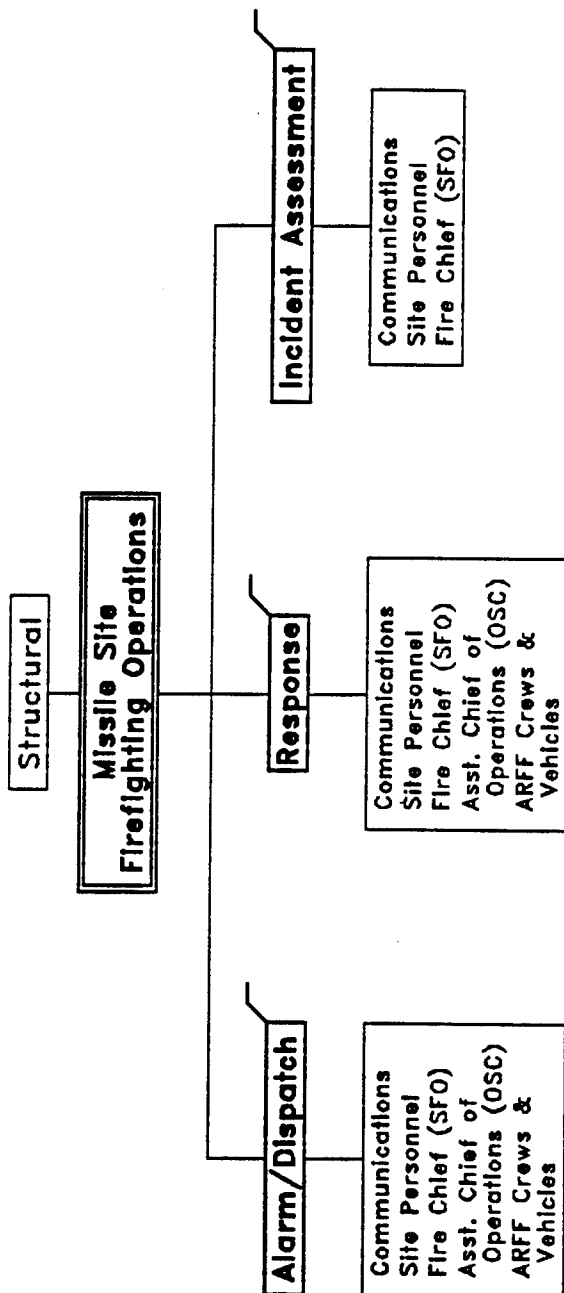 Structural
Missile Site
Firefighting Operations
Alarm/Dispatch
Communications
Site Personnel
Fire Chief (SFO)
Asst. Chief of
Operations (OSC)
ARFF Crews &
Vehicles
Response
Communications
Site Personnel
Fire Chief (SFO)
Asst. Chief of
Operations (OSC)
ARFF Crews &
Vehicles
Incident Assessment
Communications
Site Personnel
Fire Chief (SFO)